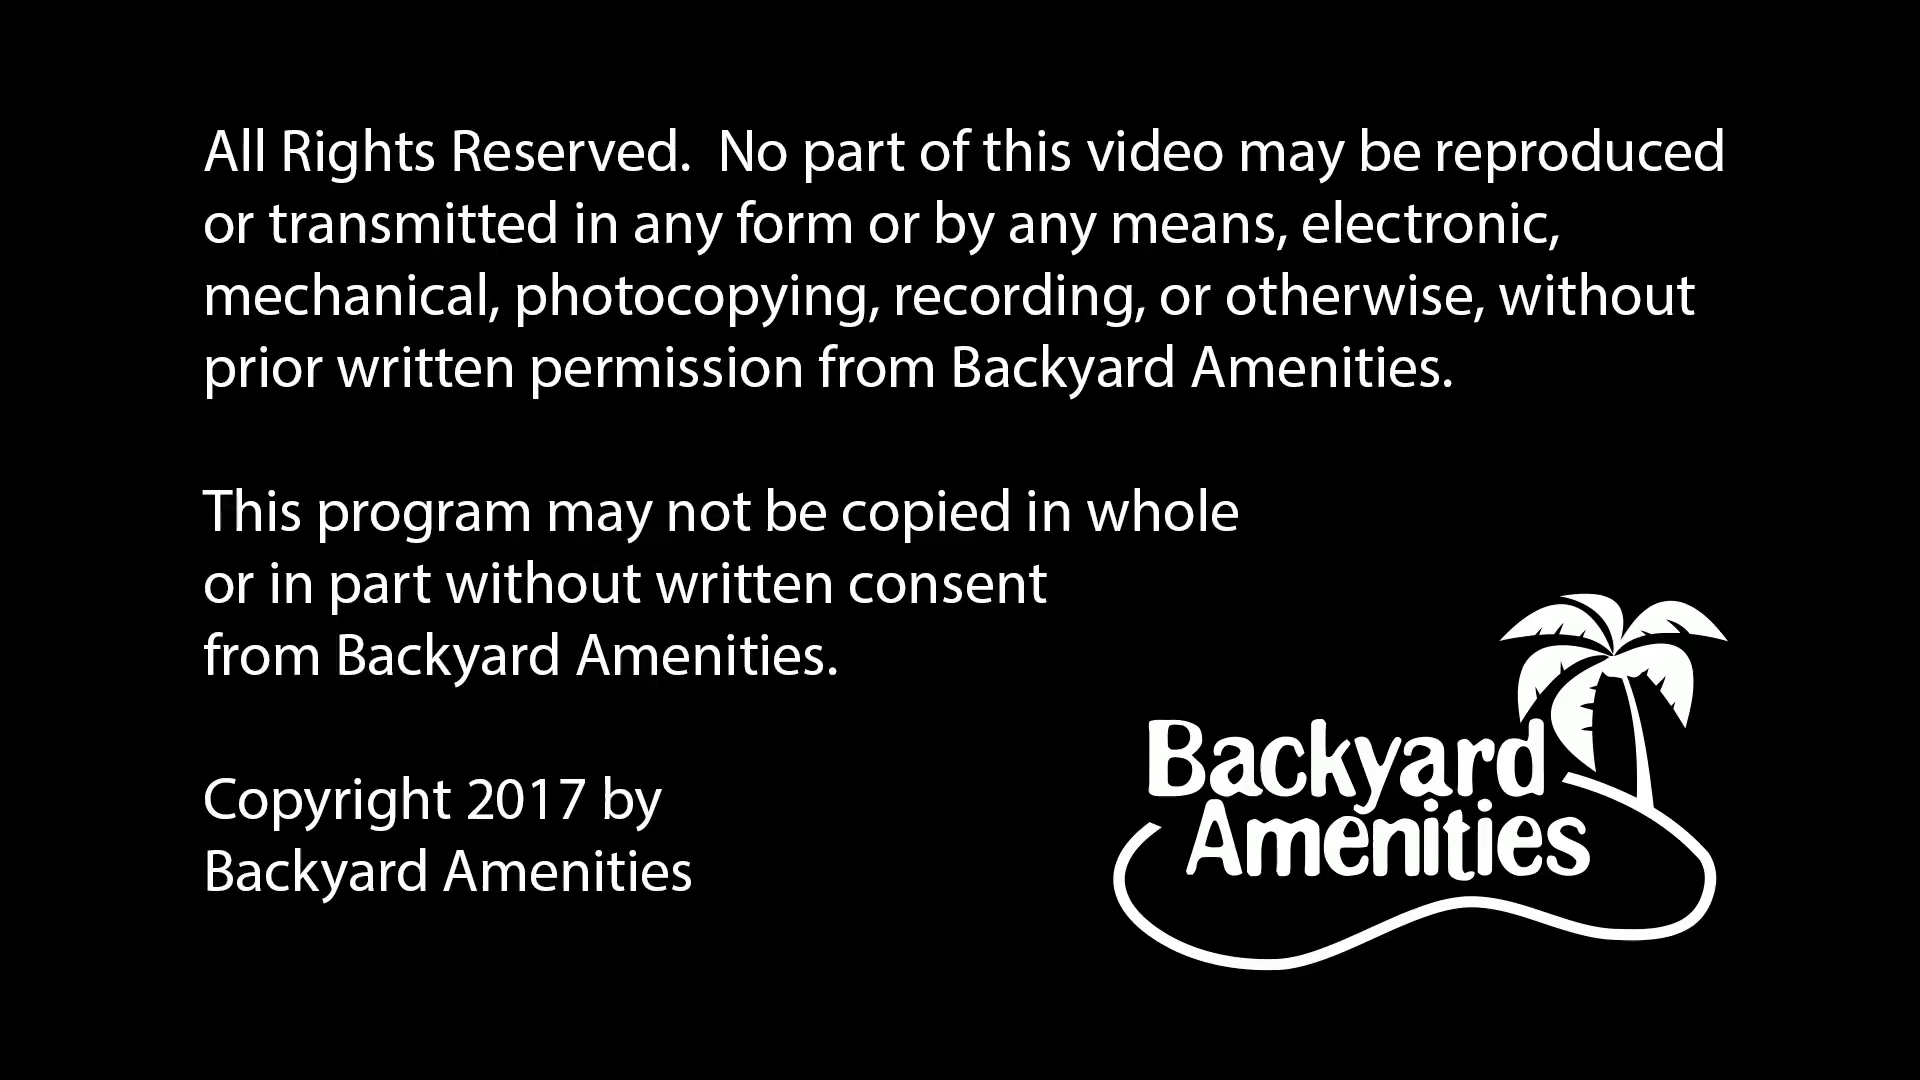 All Rights Reserved.  No part of this video may be reproduced
or transmitted in any form or by any means, electronic,
mechanical, photocopying, recording, or otherwise, without
prior written permission from Backyard Amenities.
This program may not be copied in whole
or in part without written consent
from Backyard Amenities.
Copyright 2017 by
Backyard Amenities
Backyard
Amenities